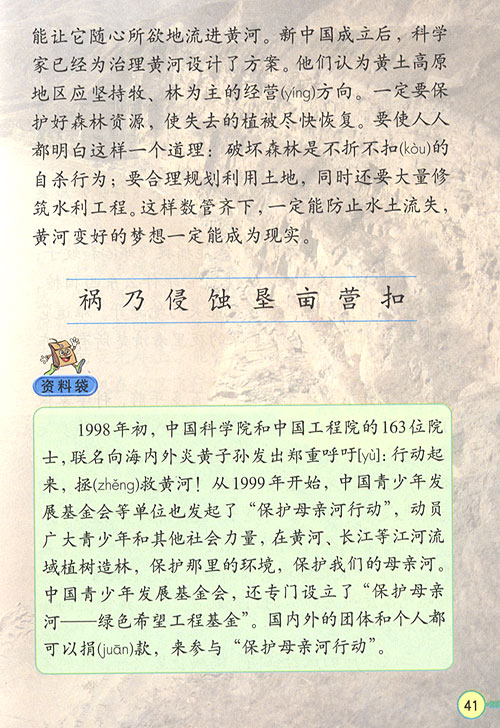 能让它随心所欲地流进黄河。新中国成立后，科学
家已经为治理黄河设计了方案。他们认为黄土高原
地区应坚持牧、林为主的经营(yíng)方向。一定要保
护好森林资源，使失去的植被尽快恢复。要使人人
都明白这样一个道理：破坏森林是不折不扣(kòu)的
自杀行为；要合理规划利用土地，同时还要大量修
筑水利工程。这样数管齐下，一定能防止水土流失，
黄河变好的梦想一定能成为现实。
祸 乃 侵 蚀 垦 亩 营 扣
资料袋
1998年初，中国科学院和中国工程院的163位院
士，联名向海内外炎黄子孙发出郑重呼吁[yù]：行动起
来，拯(zhěng)救黄河！从1999年开始，中国青少年发
展基金会等单位也发起了“保护母亲河行动”，动员
广大青少年和其他社会力量，在黄河、长江等江河流
域植树造林，保护那里的环境，保护我们的母亲河。
中国青少年发展基金会，还专门设立了“保护母亲
河——绿色希望工程基金”。国内外的团体和个人都
可以捐(juān)款，来参与“保护母亲河行动”。
41